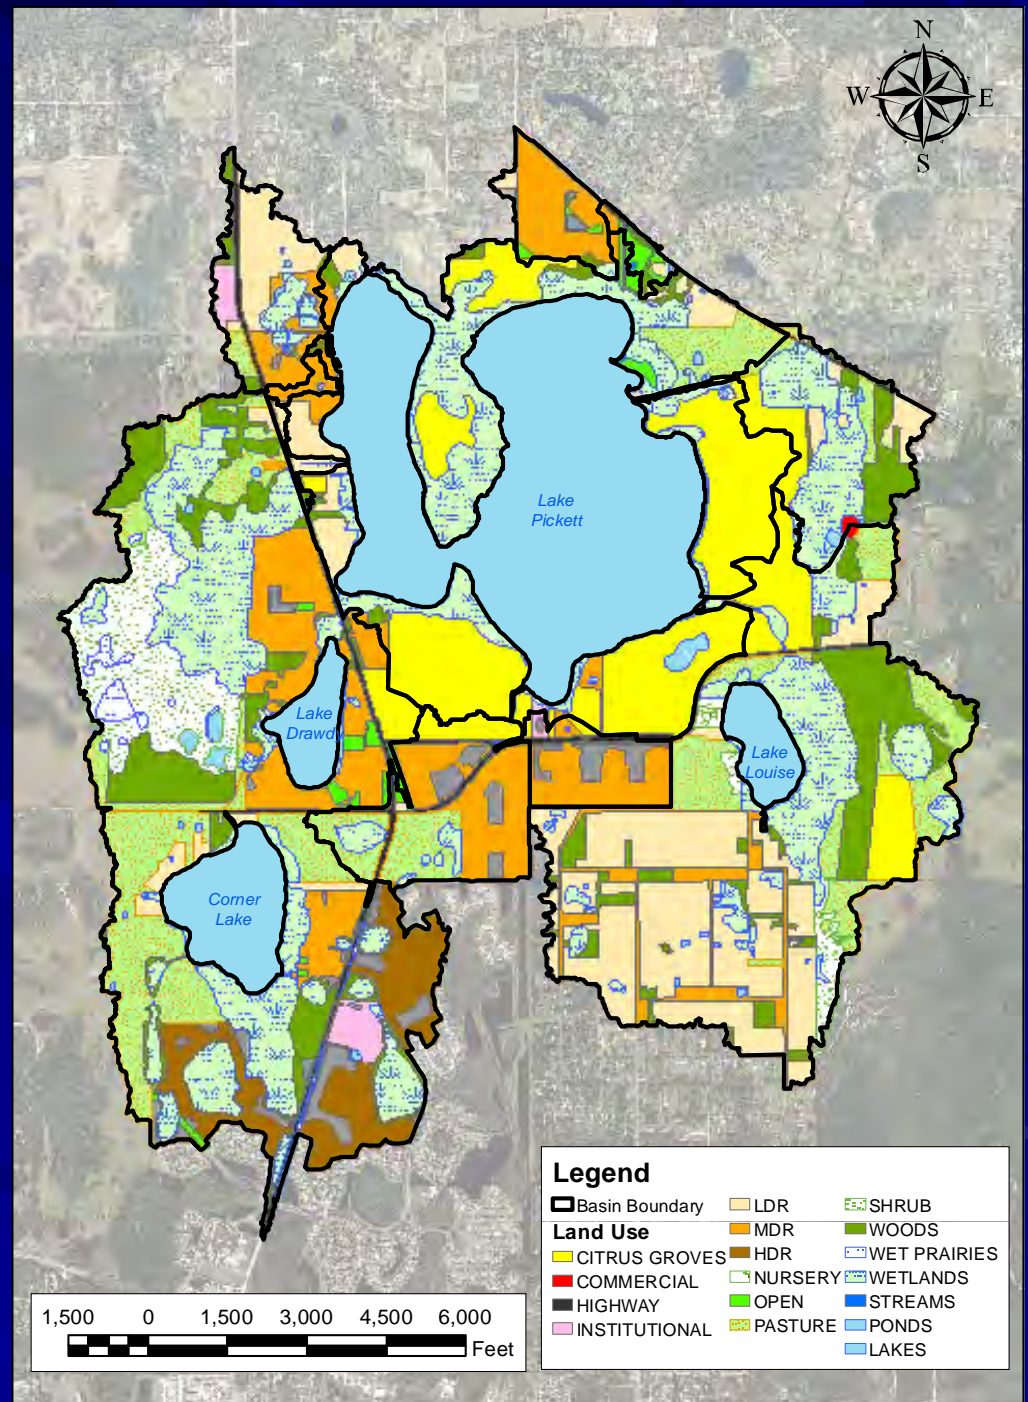 N
W E
S
Lake
Pickett
Lake
Drawdy
Lake
Louise
Corner
Lake
Legend
Basin Boundary
Land Use
CITRUS GROVES
COMMERCIAL
HIGHWAY
INSTITUTIONAL
LDR
MDR
HDR
NURSERY
OPEN
PASTURE
SHRUB
WOODS
WET PRAIRIES
WETLANDS
STREAMS
PONDS
LAKES
1,500 0 1,500 3,000 4,500 6,000
Feet